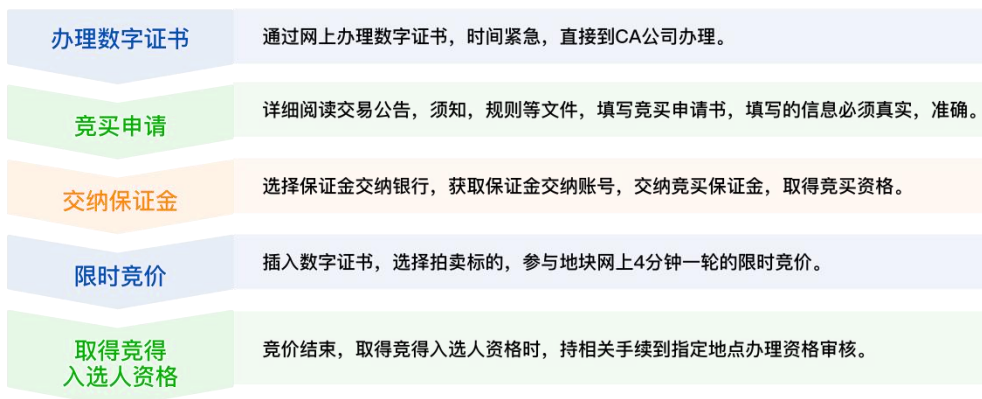 办理数字证书
通过网上办理数字证书，时间紧急，直接到CA公司办理。
竞买申请
详细阅读交易公告，须知，规则等文件，填写竞买申请书，填写的信息必须真实，准确。
交纳保证金
选择保证金交纳银行，获取保证金交纳账号，交纳竞买保证金，取得竞买资格。
限时竞价
插入数字证书，选择拍卖标的，参与地块网上4分钟一轮的限时竞价。
取得竞得
入选人资格
竞价结束，取得竞得入选人资格时，持相关手续到指定地点办理资格审核。